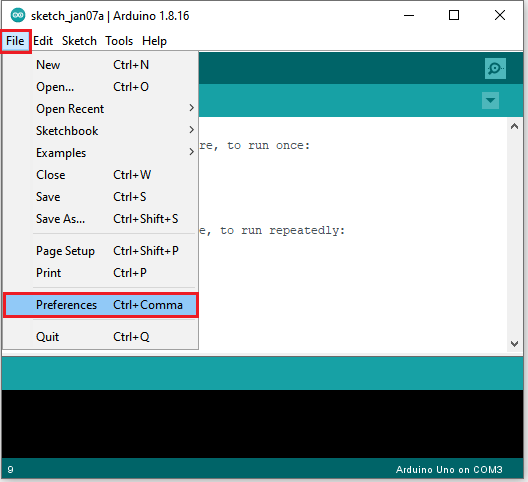 sketch_jan07a | Arduino 1.8.16
File Edit Sketch Tools Help
New Ctrl+N
Open... Ctrl+O
Open Recent
Sketchbook
Examples
Close Ctrl+W
Save Ctrl+S
Save As... Ctrl+Shift+S
Page Setup Ctrl+Shift+P
Print Ctrl+P
Preferences Ctrl+Comma
Quit Ctrl+Q
re, to run once:
e, to run repeatedly:
9 Arduino Uno on COM3